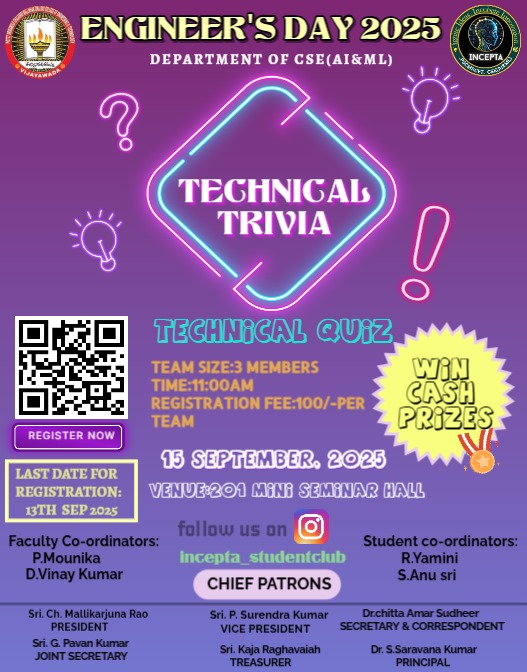 ENGINEER'S DAY 2025
DEPARTMENT OF CSE(AI&ML)
VIJAYAWADA
INCEPTA
TECHNICAL
TRIVIA
TECHNiCAL QUiZ
TEAM SIZE:3 MEMBERS
TIME:11:00AM
REGISTRATION FEE:100/-PER
TEAM
WiN
CASH
PRiZES
REGISTER NOW
15 SEPTEMBER, 2025
LAST DATE FOR
REGISTRATION:
13TH SEP 2025
VENUE:201 MiNi SEMiNAR HALL
follow us on
incepta_studentclub
Faculty Co-ordinators:
P.Mounika
D.Vinay Kumar
Student co-ordinators:
R.Yamini
S.Anu sri
CHIEF PATRONS
Sri. Ch. Mallikarjuna Rao
PRESIDENT
Sri. P. Surendra Kumar
VICE PRESIDENT
Dr.chitta Amar Sudheer
SECRETARY & CORRESPONDENT
Sri. G. Pavan Kumar
JOINT SECRETARY
Sri. Kaja Raghavaiah
TREASURER
Dr. S.Saravana Kumar
PRINCIPAL